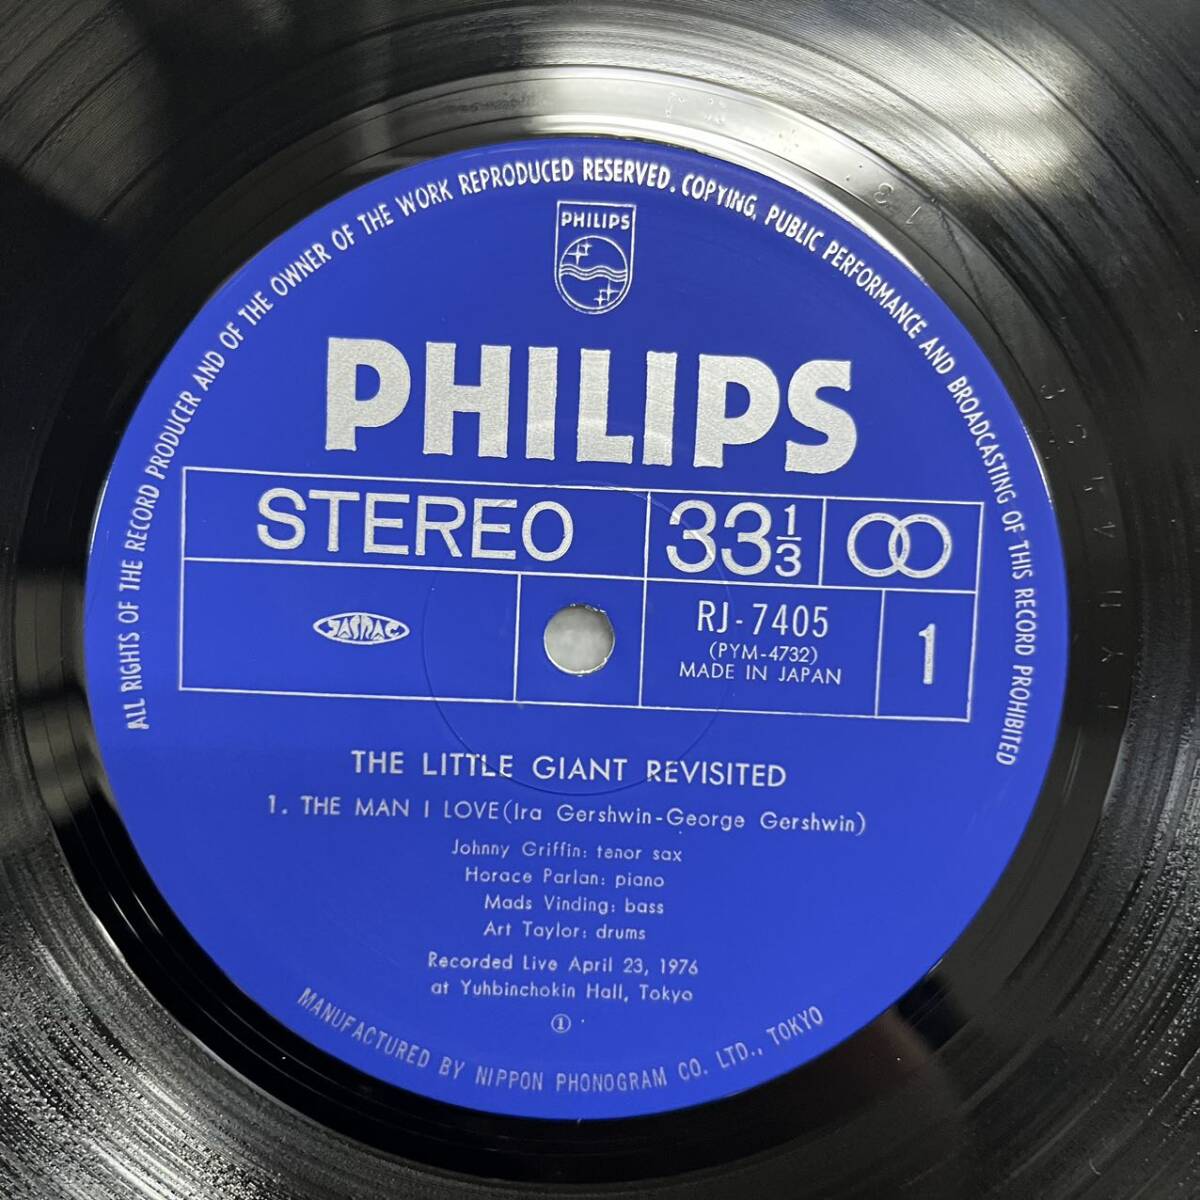 ALL RIGHTS OF THE RECORD PRODUCER AND OF THE OWNER OF THE WORK REPRODUCED RESERVED. COPYING, PUBLIC PERFORMANCE AND BROADCASTING OF THIS RECORD PROHIBITED
PHILIPS
PHILIPS
STEREO
33 1/3
JASRAC
RJ-7405
(PYM-4732)
MADE IN JAPAN
1
THE LITTLE GIANT REVISITED
1. THE MAN I LOVE (Ira Gershwin-George Gershwin)
Johnny Griffin: tenor sax
Horace Parlan: piano
Mads Vinding: bass
Art Taylor: drums
Recorded Live April 23, 1976
at Yuhbinchokin Hall, Tokyo
①
MANUFACTURED BY NIPPON PHONOGRAM CO. LTD., TOKYO